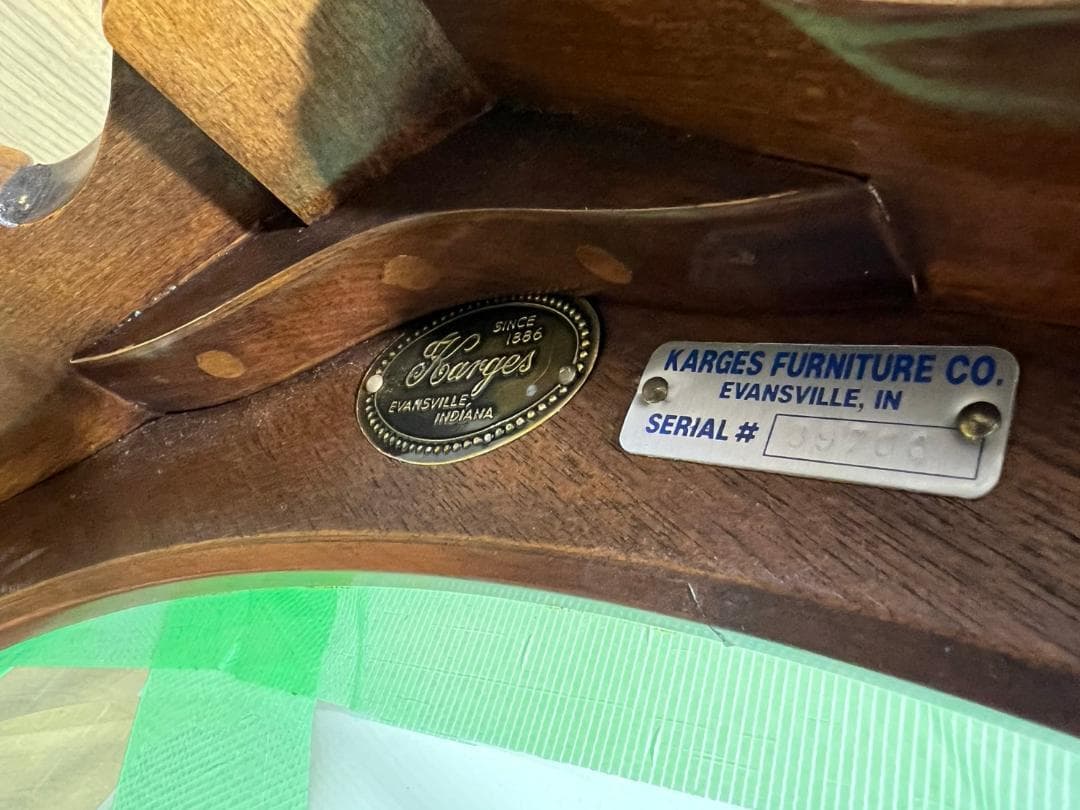 SINCE
1886
Karges
EVANSVILLE,
INDIANA
KARGES FURNITURE CO.
EVANSVILLE, IN
SERIAL #